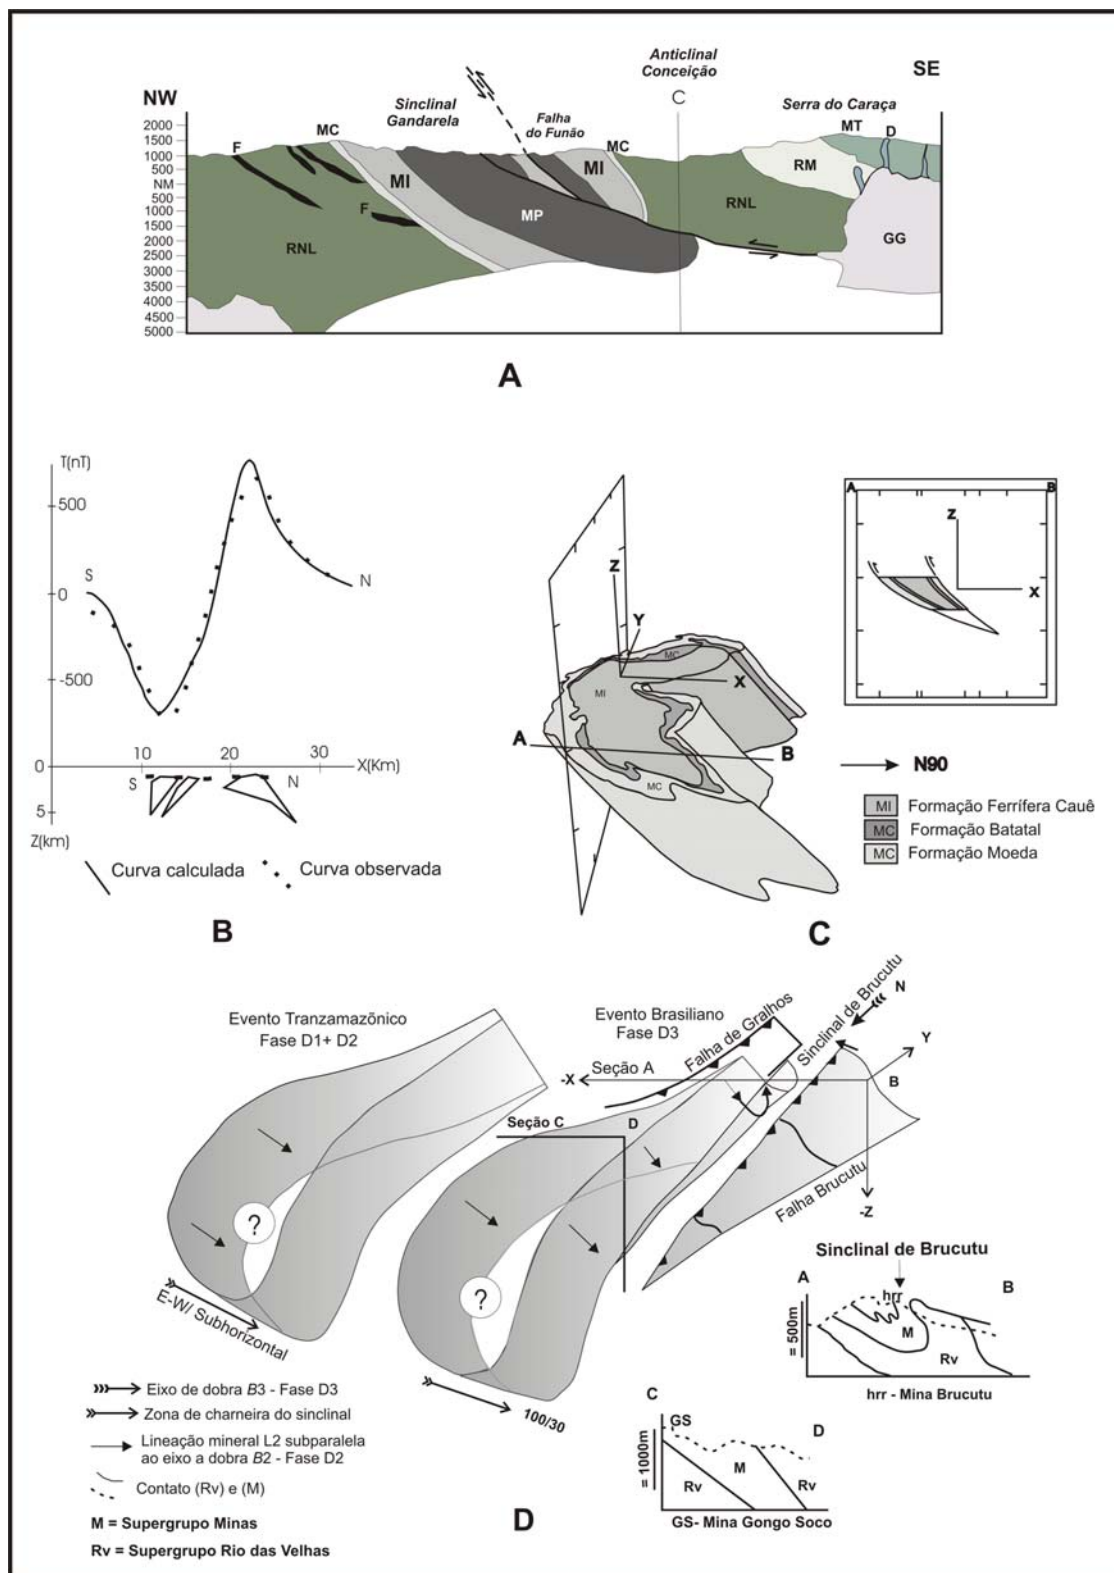 Anticlinal
Conceição
NW
C
SE
Sinclinal
Gandarela
Falha
do Funão
Serra do Caraça
2000
1500
1000
500
NM
500
1000
1500
2000
2500
3000
3500
4000
5000
F
MC
MC
MT
D
MI
MI
RM
F
MP
RNL
RNL
GG
A
T(nT)
500
S
0
N
-500
10
20
30
0
X(Km)
S
N
5
Z(km)
Curva calculada
Curva observada
B
A
B
Z
X
Z
Y
MC
MI
X
A
B
MC
N90
MI Formação Ferrífera Cauê
MC Formação Batatal
MC Formação Moeda
C
Evento Tranzamazônico
Fase D1+ D2
Evento Brasiliano
Fase D3
Falha de Gralhos
Sinclinal de Brucutu
N
Y
-X
Seção A
B
Seção C
D
Falha Brucutu
-Z
?
?
E-W/ Subhorizontal
100/30
Sinclinal de Brucutu
A
B
hrr
= 500m
M
Rv
hrr - Mina Brucutu
Eixo de dobra B3 - Fase D3
Zona de charneira do sinclinal
Lineação mineral L2 subparalela
ao eixo a dobra B2 - Fase D2
Contato (Rv) e (M)
M = Supergrupo Minas
Rv = Supergrupo Rio das Velhas
C
GS
D
= 1000m
M
Rv
Rv
GS- Mina Gongo Soco
D